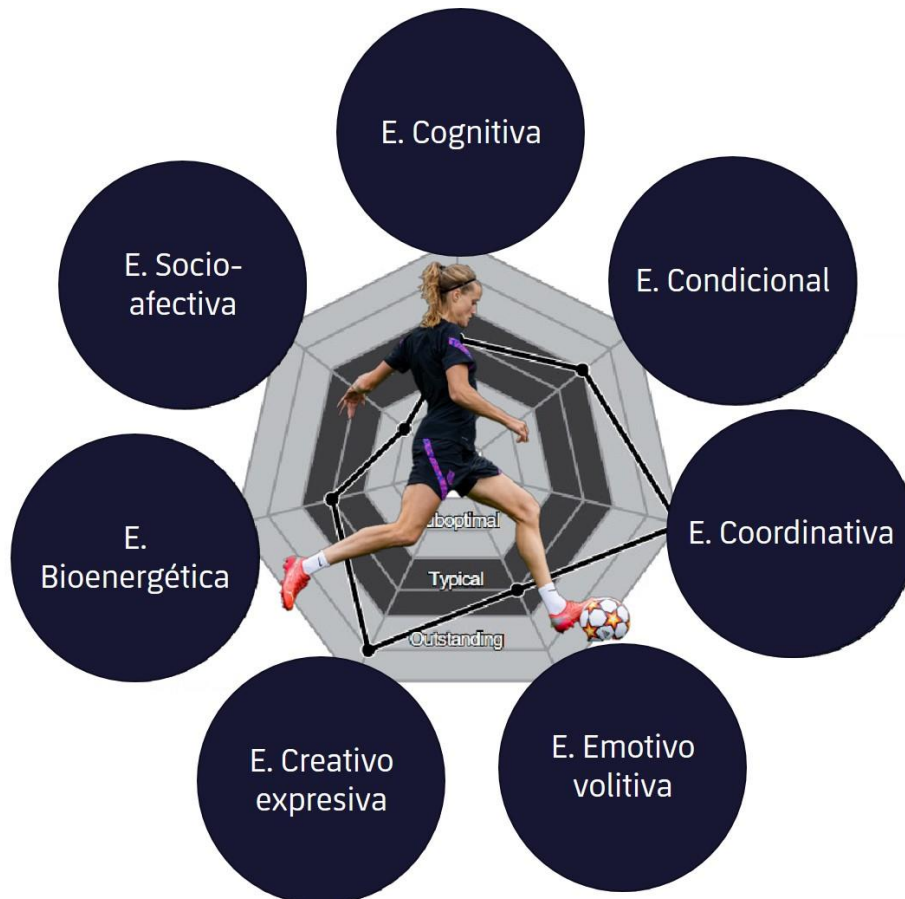 E. Cognitiva
E. Socio-
afectiva
E. Condicional
E.
Bioenergética
E. Coordinativa
Typical
Outstanding
E. Creativo
expresiva
E. Emotivo
volitiva